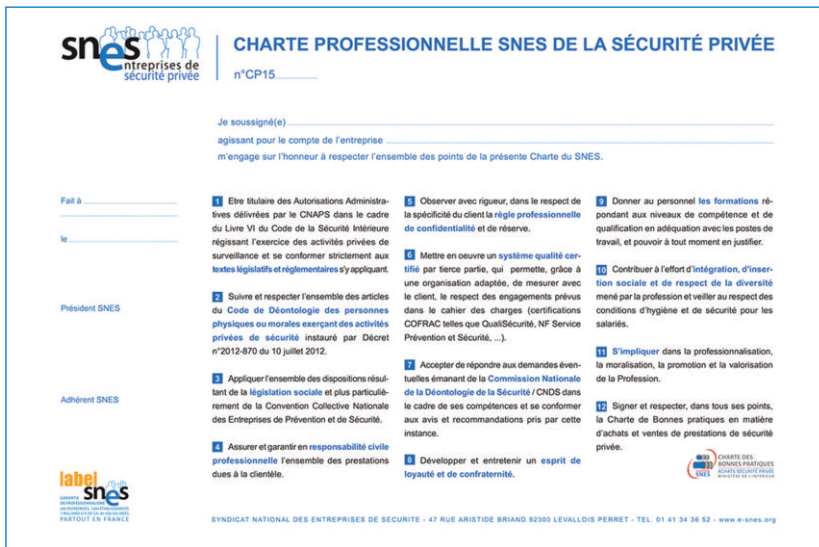 snes
entreprises de
sécurité privée
CHARTE PROFESSIONNELLE SNES DE LA SÉCURITÉ PRIVÉE
n°CP15
Je soussigné(e)
agissant pour le compte de l'entreprise
m'engage sur l'honneur à respecter l'ensemble des points de la présente Charte du SNES.
Fait à
le
Président SNES
Adhérent SNES
1 Etre titulaire des Autorisations Administra-
tives délivrées par le CNAPS dans le cadre
du Livre VI du Code de la Sécurité Intérieure
régissant l'exercice des activités privées de
surveillance et se conformer strictement aux
textes législatifs et réglementaires s'y appliquant.
2 Suivre et respecter l'ensemble des articles
du Code de Déontologie des personnes
physiques ou morales exerçant des activités
privées de sécurité instauré par Décret
n°2012-870 du 10 juillet 2012.
3 Appliquer l'ensemble des dispositions résul-
tant de la législation sociale et plus particuliè-
rement de la Convention Collective Nationale
des Entreprises de Prévention et de Sécurité.
4 Assurer et garantir en responsabilité civile
professionnelle l'ensemble des prestations
dues à la clientèle.
5 Observer avec rigueur, dans le respect de
la spécificité du client la règle professionnelle
de confidentialité et de réserve.
6 Mettre en oeuvre un système qualité cer-
tifié par tierce partie, qui permette, grâce à
une organisation adaptée, de mesurer avec
le client, le respect des engagements prévus
dans le cahier des charges (certifications
COFRAC telles que QualiSécurité, NF Service
Prévention et Sécurité, ...).
7 Accepter de répondre aux demandes éven-
tuelles émanant de la Commission Nationale
de la Déontologie de la Sécurité / CNDS dans
le cadre de ses compétences et se conformer
aux avis et recommandations pris par cette
instance.
8 Développer et entretenir un esprit de
loyauté et de confraternité.
9 Donner au personnel les formations ré-
pondant aux niveaux de compétence et de
qualification en adéquation avec les postes de
travail, et pouvoir à tout moment en justifier.
10 Contribuer à l'effort d'intégration, d'inser-
tion sociale et de respect de la diversité
mené par la profession et veiller au respect des
conditions d'hygiène et de sécurité pour les
salariés.
11 S'impliquer dans la professionnalisation,
la moralisation, la promotion et la valorisation
de la Profession.
12 Signer et respecter, dans tous ses points,
la Charte de Bonnes pratiques en matière
d'achats et ventes de prestations de sécurité
privée.
SNES
CHARTE DES
BONNES PRATIQUES
ACHATS SÉCURITÉ PRIVÉE
MINISTÈRE DE L'INTÉRIEUR
label
snes
GARANTIE
DE PROFESSIONNALISME
PARTOUT EN FRANCE
SYNDICAT NATIONAL DES ENTREPRISES DE SECURITE - 47 RUE ARISTIDE BRIAND 92300 LEVALLOIS PERRET - TEL. 01 41 34 36 52 - www.e-snes.org